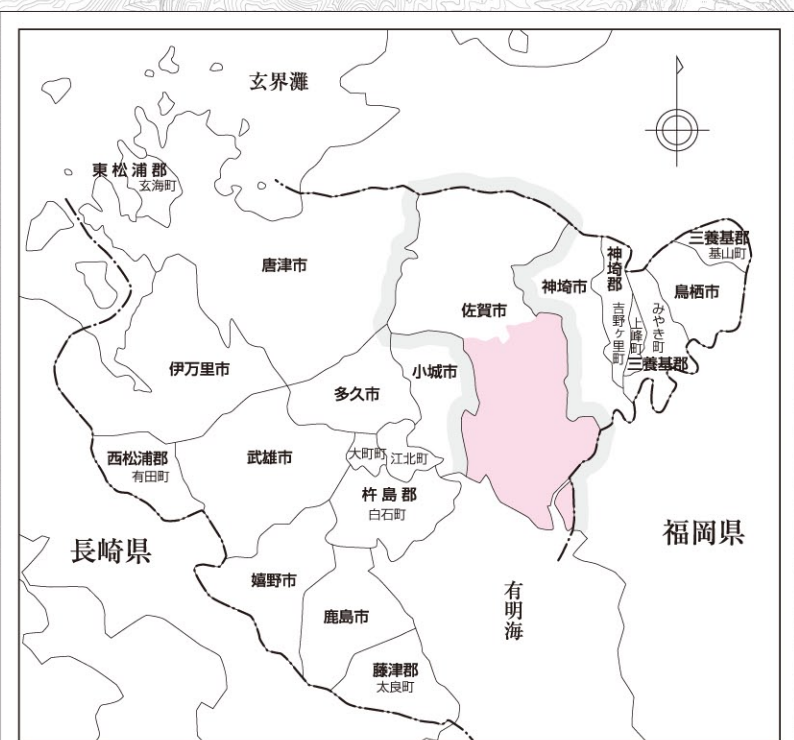 玄界灘
東松浦郡
玄海町
唐津市
佐賀市
神埼市
神埼郡
吉野ヶ里町
上峰町
みやき町
三養基郡
三養基郡
基山町
鳥栖市
伊万里市
多久市
小城市
西松浦郡
有田町
武雄市
大町町
江北町
杵島郡
白石町
長崎県
福岡県
嬉野市
鹿島市
有明海
藤津郡
太良町